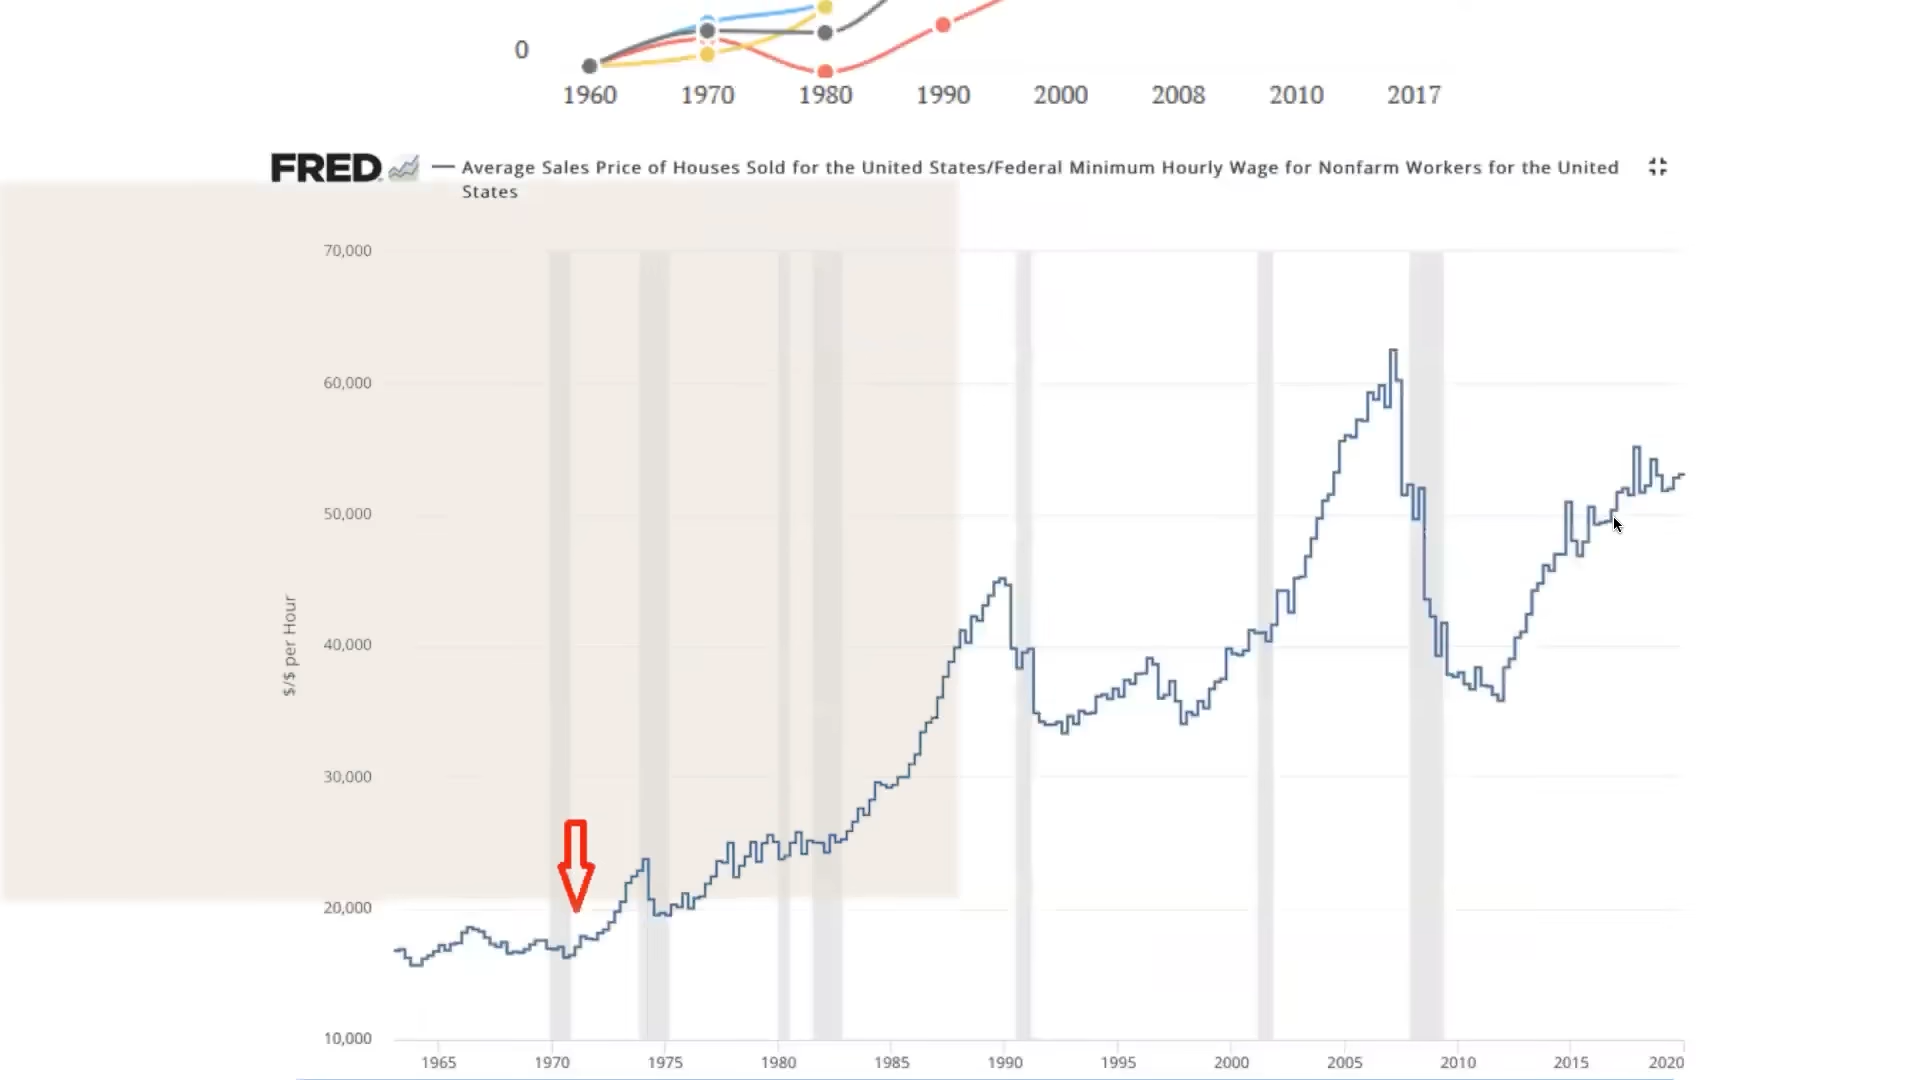 0
1960 1970 1980 1990 2000 2008 2010 2017
FRED — Average Sales Price of Houses Sold for the United States/Federal Minimum Hourly Wage for Nonfarm Workers for the United
States
70,000
60,000
50,000
40,000
30,000
20,000
10,000
$/$ per Hour
1965 1970 1975 1980 1985 1990 1995 2000 2005 2010 2015 2020